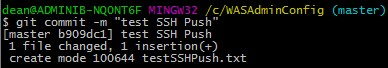 dean@ADMINIB-NQONT6F MINGW32 /c/WASAdminConfig (master)
$ git commit -m "test SSH Push"
[master b909dc1] test SSH Push
 1 file changed, 1 insertion(+)
 create mode 100644 testSSHPush.txt